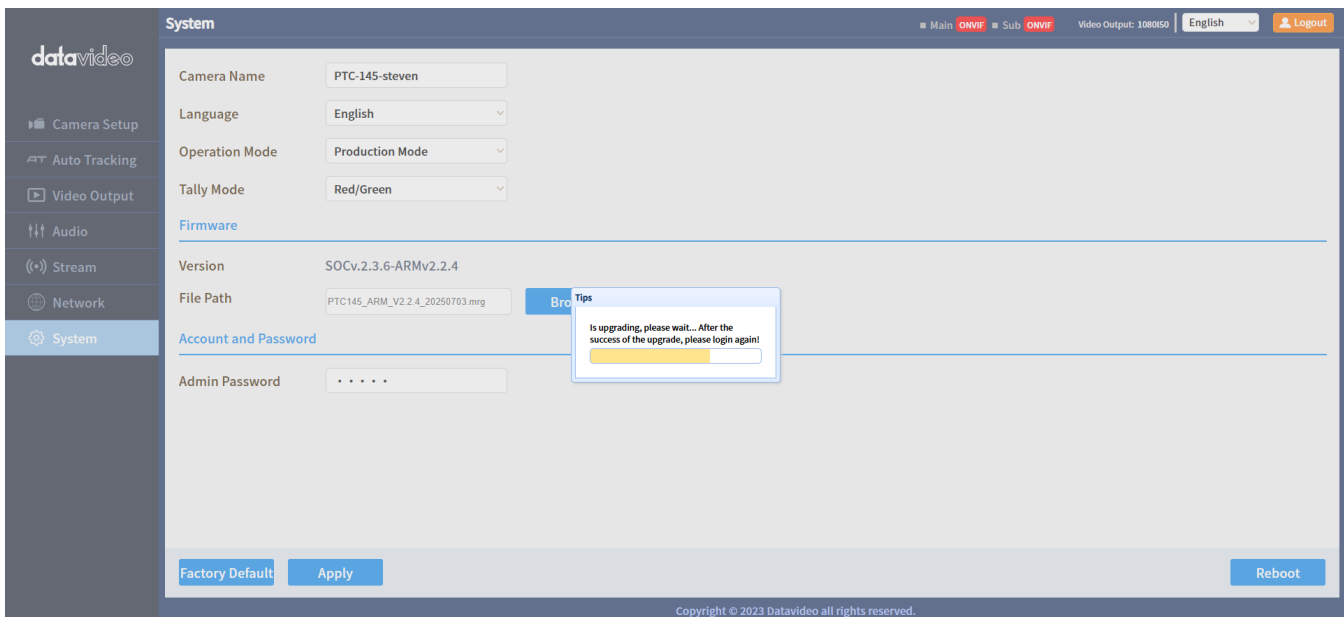 System
Main ONVIF Sub ONVIF Video Output: 1080I50 English Logout
datavideo
Camera Setup
Auto Tracking
Video Output
Audio
Stream
Network
System
Camera Name PTC-145-steven
Language English
Operation Mode Production Mode
Tally Mode Red/Green
Firmware
Version SOCv.2.3.6-ARMv2.2.4
File Path PTC145_ARM_V2.2.4_20250703.mrg Bro
Tips
Is upgrading, please wait... After the
success of the upgrade, please login again!
Account and Password
Admin Password •••••
Factory Default Apply Reboot
Copyright © 2023 Datavideo all rights reserved.